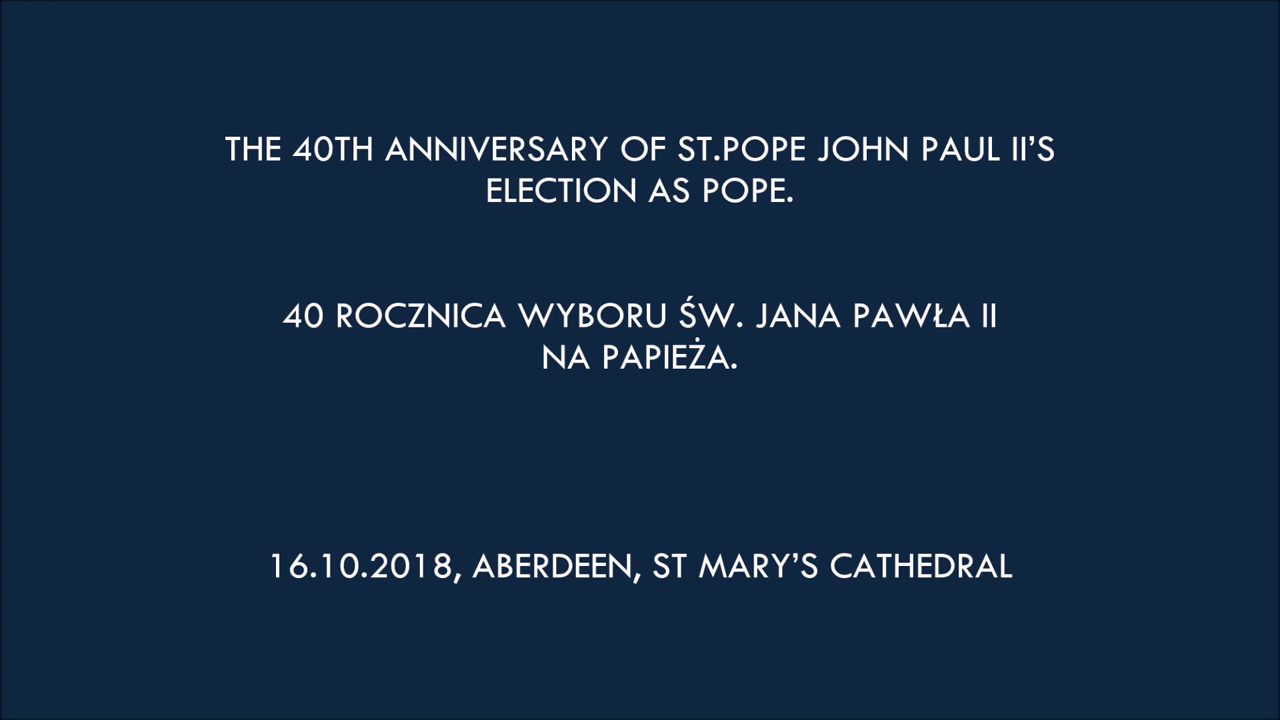 THE 40TH ANNIVERSARY OF ST.POPE JOHN PAUL II’S
ELECTION AS POPE.
40 ROCZNICA WYBORU ŚW. JANA PAWŁA II
NA PAPIEŻA.
16.10.2018, ABERDEEN, ST MARY’S CATHEDRAL